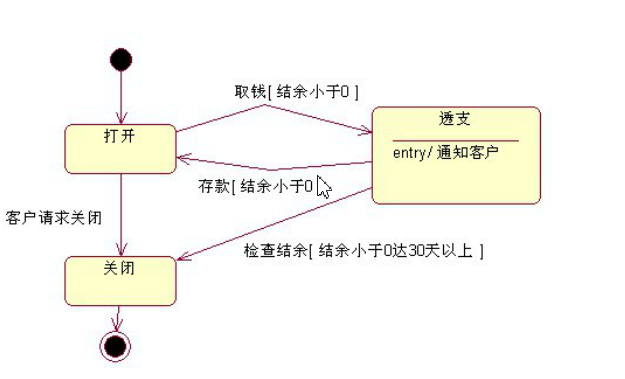 取钱[ 结余小于0 ]
打开
透支
entry/ 通知客户
存款[ 结余小于0
客户请求关闭
检查结余[ 结余小于0达30天以上 ]
关闭